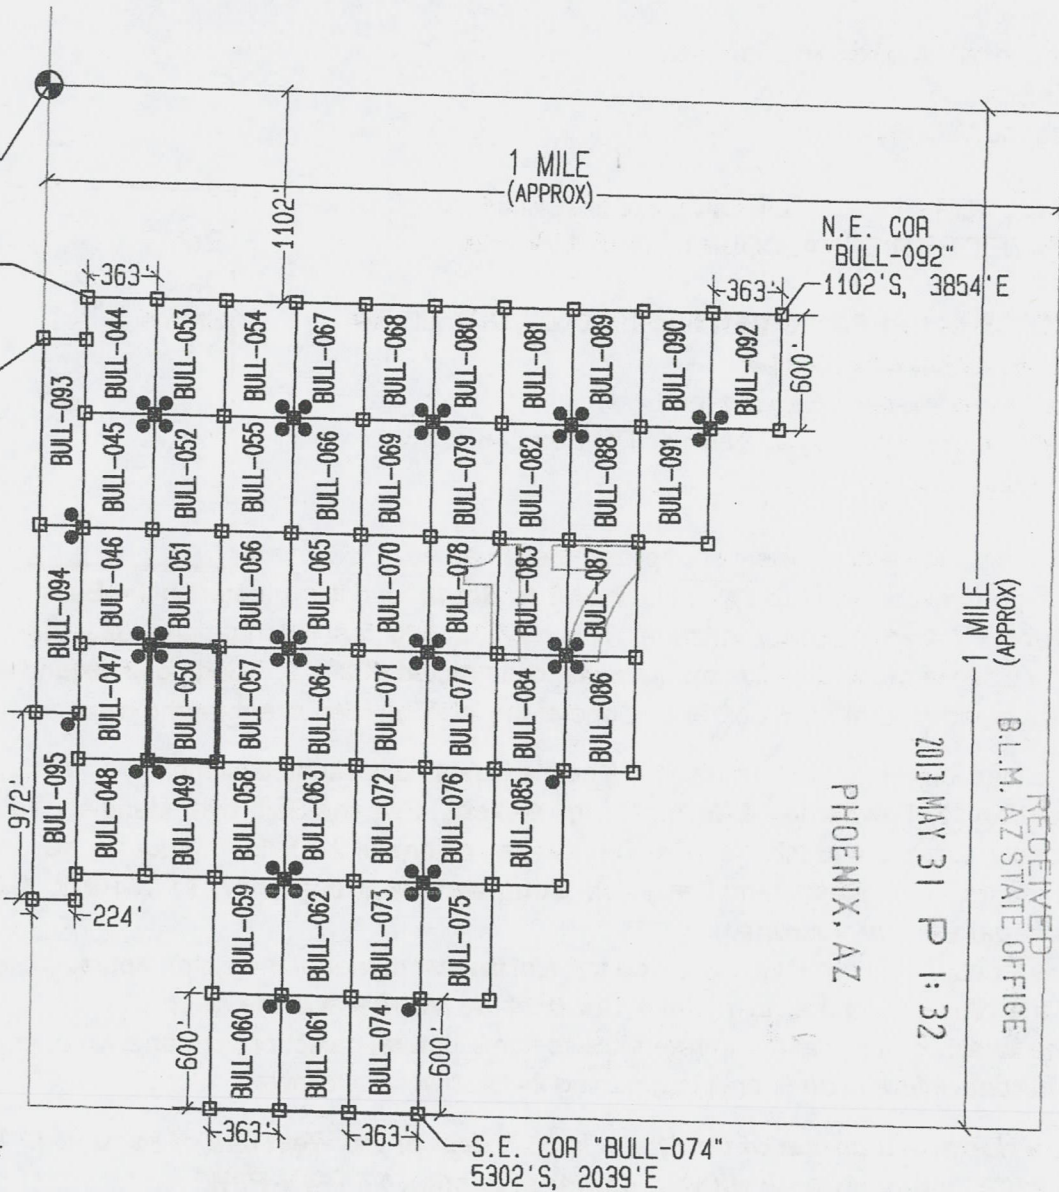 1 MILE
(APPROX)
1102'
N.E. COR
"BULL-092"
1102'S, 3854'E
363'
363'
600'
BULL-044
BULL-053
BULL-054
BULL-067
BULL-068
BULL-080
BULL-081
BULL-089
BULL-090
BULL-092
BULL-093
BULL-045
BULL-052
BULL-055
BULL-066
BULL-069
BULL-079
BULL-082
BULL-088
BULL-091
BULL-094
BULL-046
BULL-051
BULL-056
BULL-065
BULL-070
BULL-078
BULL-083
BULL-087
BULL-047
BULL-050
BULL-057
BULL-064
BULL-071
BULL-077
BULL-084
BULL-086
BULL-095
BULL-048
BULL-049
BULL-058
BULL-063
BULL-072
BULL-076
BULL-085
972'
224'
BULL-059
BULL-062
BULL-073
BULL-075
600'
BULL-060
BULL-061
BULL-074
600'
363'
363'
S.E. COR "BULL-074"
5302'S, 2039'E
1 MILE
(APPROX)
RECEIVED
B.L.M. AZ STATE OFFICE
2013 MAY 31 P 1: 32
PHOENIX AZ